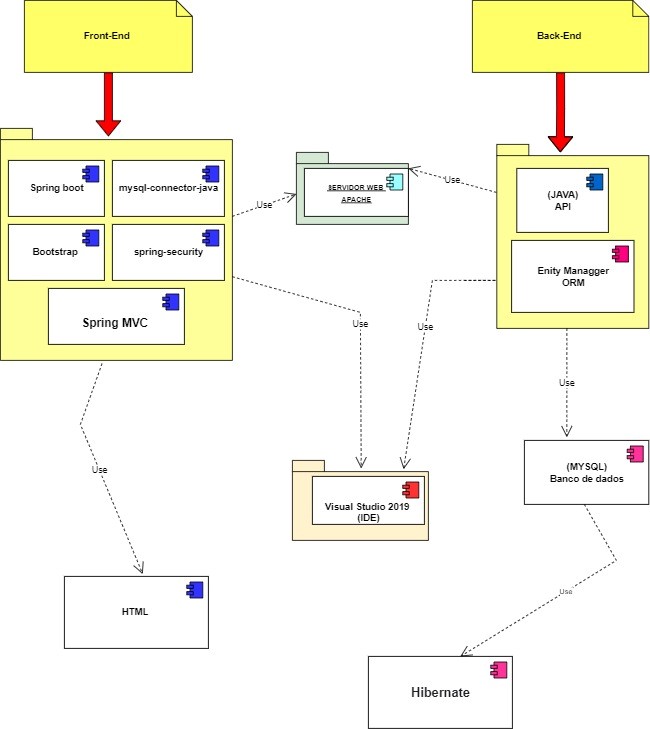 Front-End
Back-End
Spring boot
mysql-connector-java
Bootstrap
spring-security
Spring MVC
Use
SERVIDOR WEB
APACHE
Use
(JAVA)
API
Enity Managger
ORM
Use
Use
Use
Use
Visual Studio 2019
(IDE)
(MYSQL)
Banco de dados
HTML
Use
Hibernate